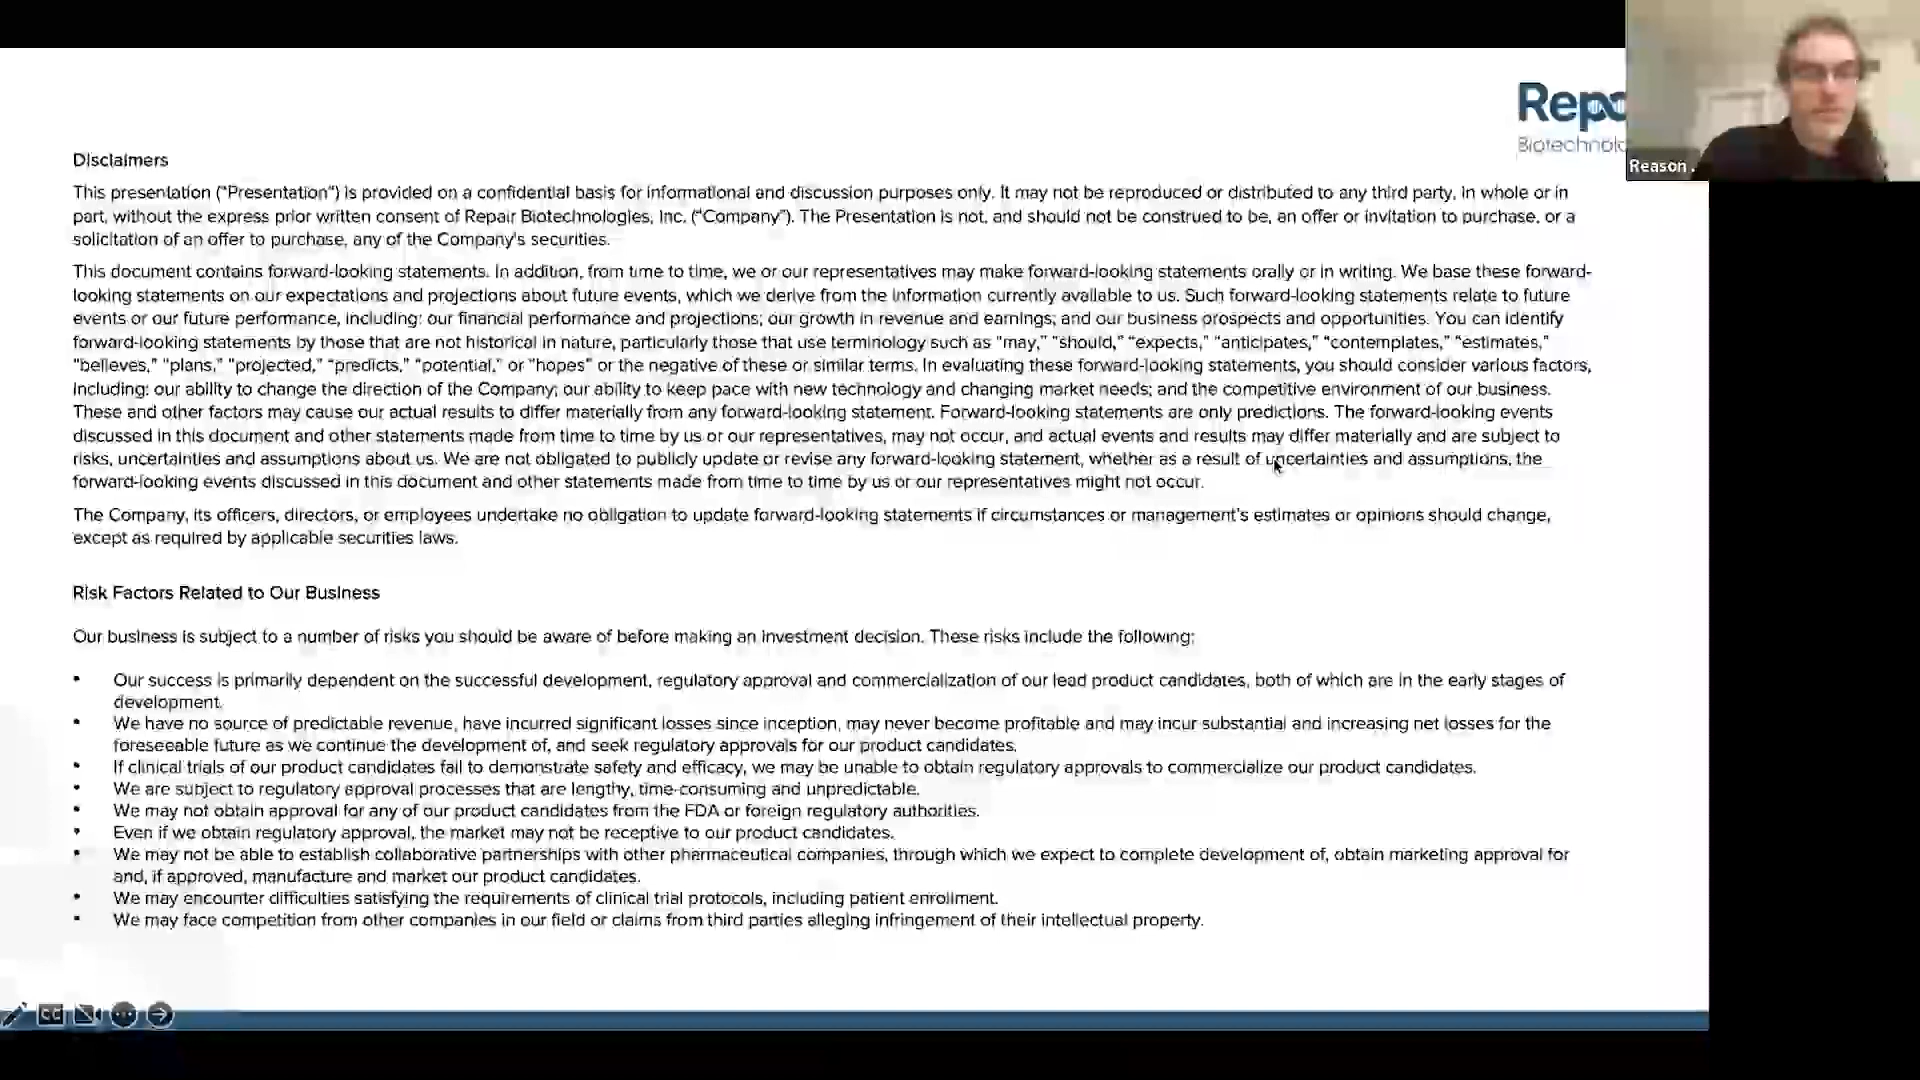 Repa
Biotechnolo
Reason .
Disclaimers
This presentation (“Presentation”) is provided on a confidential basis for informational and discussion purposes only. It may not be reproduced or distributed to any third party, in whole or in
part, without the express prior written consent of Repair Biotechnologies, Inc. (“Company”). The Presentation is not, and should not be construed to be, an offer or invitation to purchase, or a
solicitation of an offer to purchase, any of the Company's securities.
This document contains forward-looking statements. In addition, from time to time, we or our representatives may make forward-looking statements orally or in writing. We base these forward-
looking statements on our expectations and projections about future events, which we derive from the information currently available to us. Such forward-looking statements relate to future
events or our future performance, including: our financial performance and projections; our growth in revenue and earnings; and our business prospects and opportunities. You can identify
forward-looking statements by those that are not historical in nature, particularly those that use terminology such as “may,” “should,” “expects,” “anticipates,” “contemplates,” “estimates,”
“believes,” “plans,” “projected,” “predicts,” “potential,” or “hopes” or the negative of these or similar terms. In evaluating these forward-looking statements, you should consider various factors,
including: our ability to change the direction of the Company; our ability to keep pace with new technology and changing market needs; and the competitive environment of our business.
These and other factors may cause our actual results to differ materially from any forward-looking statement. Forward-looking statements are only predictions. The forward-looking events
discussed in this document and other statements made from time to time by us or our representatives, may not occur, and actual events and results may differ materially and are subject to
risks, uncertainties and assumptions about us. We are not obligated to publicly update or revise any forward-looking statement, whether as a result of uncertainties and assumptions, the
forward-looking events discussed in this document and other statements made from time to time by us or our representatives might not occur.
The Company, its officers, directors, or employees undertake no obligation to update forward-looking statements if circumstances or management's estimates or opinions should change,
except as required by applicable securities laws.
Risk Factors Related to Our Business
Our business is subject to a number of risks you should be aware of before making an investment decision. These risks include the following:
• Our success is primarily dependent on the successful development, regulatory approval and commercialization of our lead product candidates, both of which are in the early stages of
development.
• We have no source of predictable revenue, have incurred significant losses since inception, may never become profitable and may incur substantial and increasing net losses for the
foreseeable future as we continue the development of, and seek regulatory approvals for our product candidates.
• If clinical trials of our product candidates fail to demonstrate safety and efficacy, we may be unable to obtain regulatory approvals to commercialize our product candidates.
• We are subject to regulatory approval processes that are lengthy, time-consuming and unpredictable.
• We may not obtain approval for any of our product candidates from the FDA or foreign regulatory authorities.
• Even if we obtain regulatory approval, the market may not be receptive to our product candidates.
• We may not be able to establish collaborative partnerships with other pharmaceutical companies, through which we expect to complete development of, obtain marketing approval for
and, if approved, manufacture and market our product candidates.
• We may encounter difficulties satisfying the requirements of clinical trial protocols, including patient enrollment.
• We may face competition from other companies in our field or claims from third parties alleging infringement of their intellectual property.
CC